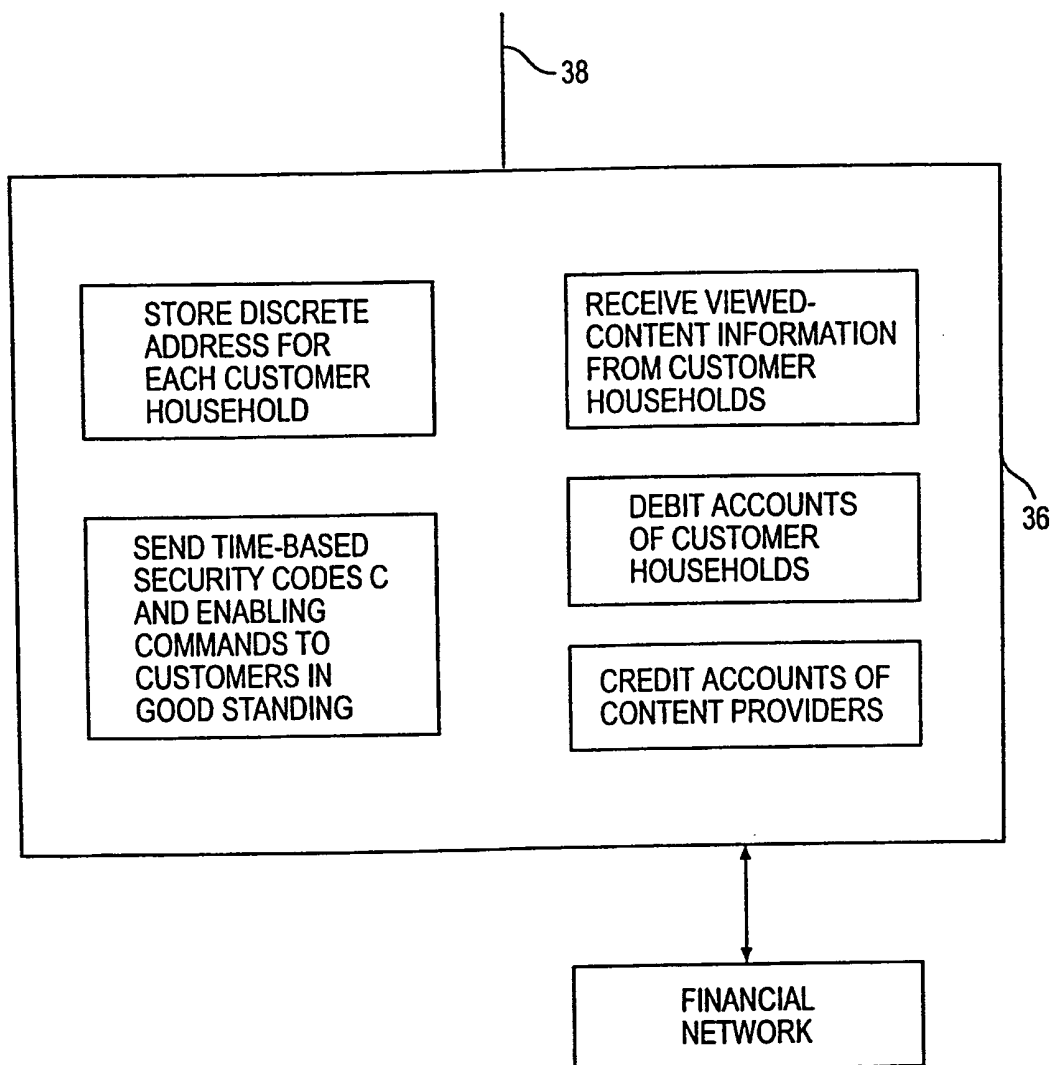 38
STORE DISCRETE
ADDRESS FOR
EACH CUSTOMER
HOUSEHOLD
SEND TIME-BASED
SECURITY CODES C
AND ENABLING
COMMANDS TO
CUSTOMERS IN
GOOD STANDING
RECEIVE VIEWED-
CONTENT INFORMATION
FROM CUSTOMER
HOUSEHOLDS
DEBIT ACCOUNTS
OF CUSTOMER
HOUSEHOLDS
CREDIT ACCOUNTS OF
CONTENT PROVIDERS
36
FINANCIAL
NETWORK